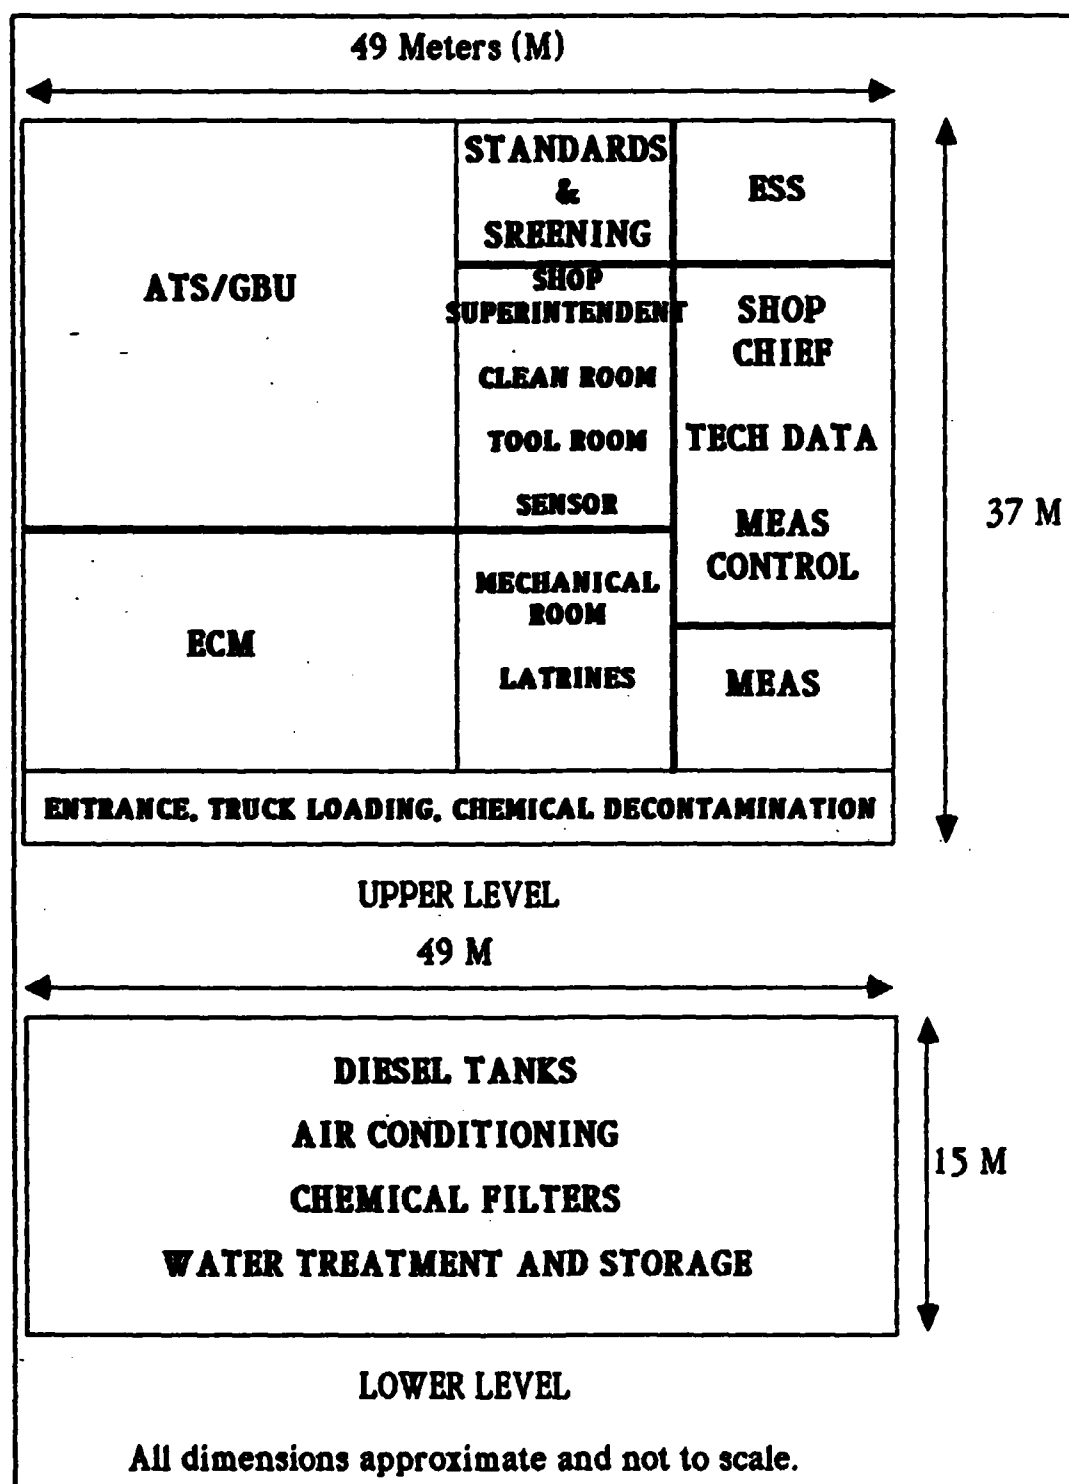 49 Meters (M)
STANDARDS
&
SREENING
ESS
ATS/GBU
SHOP
SUPERINTENDENT
CLEAN ROOM
TOOL ROOM
SENSOR
SHOP
CHIEF
TECH DATA
MEAS
CONTROL
37 M
ECM
MECHANICAL
ROOM
LATRINES
MEAS
ENTRANCE, TRUCK LOADING, CHEMICAL DECONTAMINATION
UPPER LEVEL
49 M
DIESEL TANKS
AIR CONDITIONING
CHEMICAL FILTERS
WATER TREATMENT AND STORAGE
15 M
LOWER LEVEL
All dimensions approximate and not to scale.